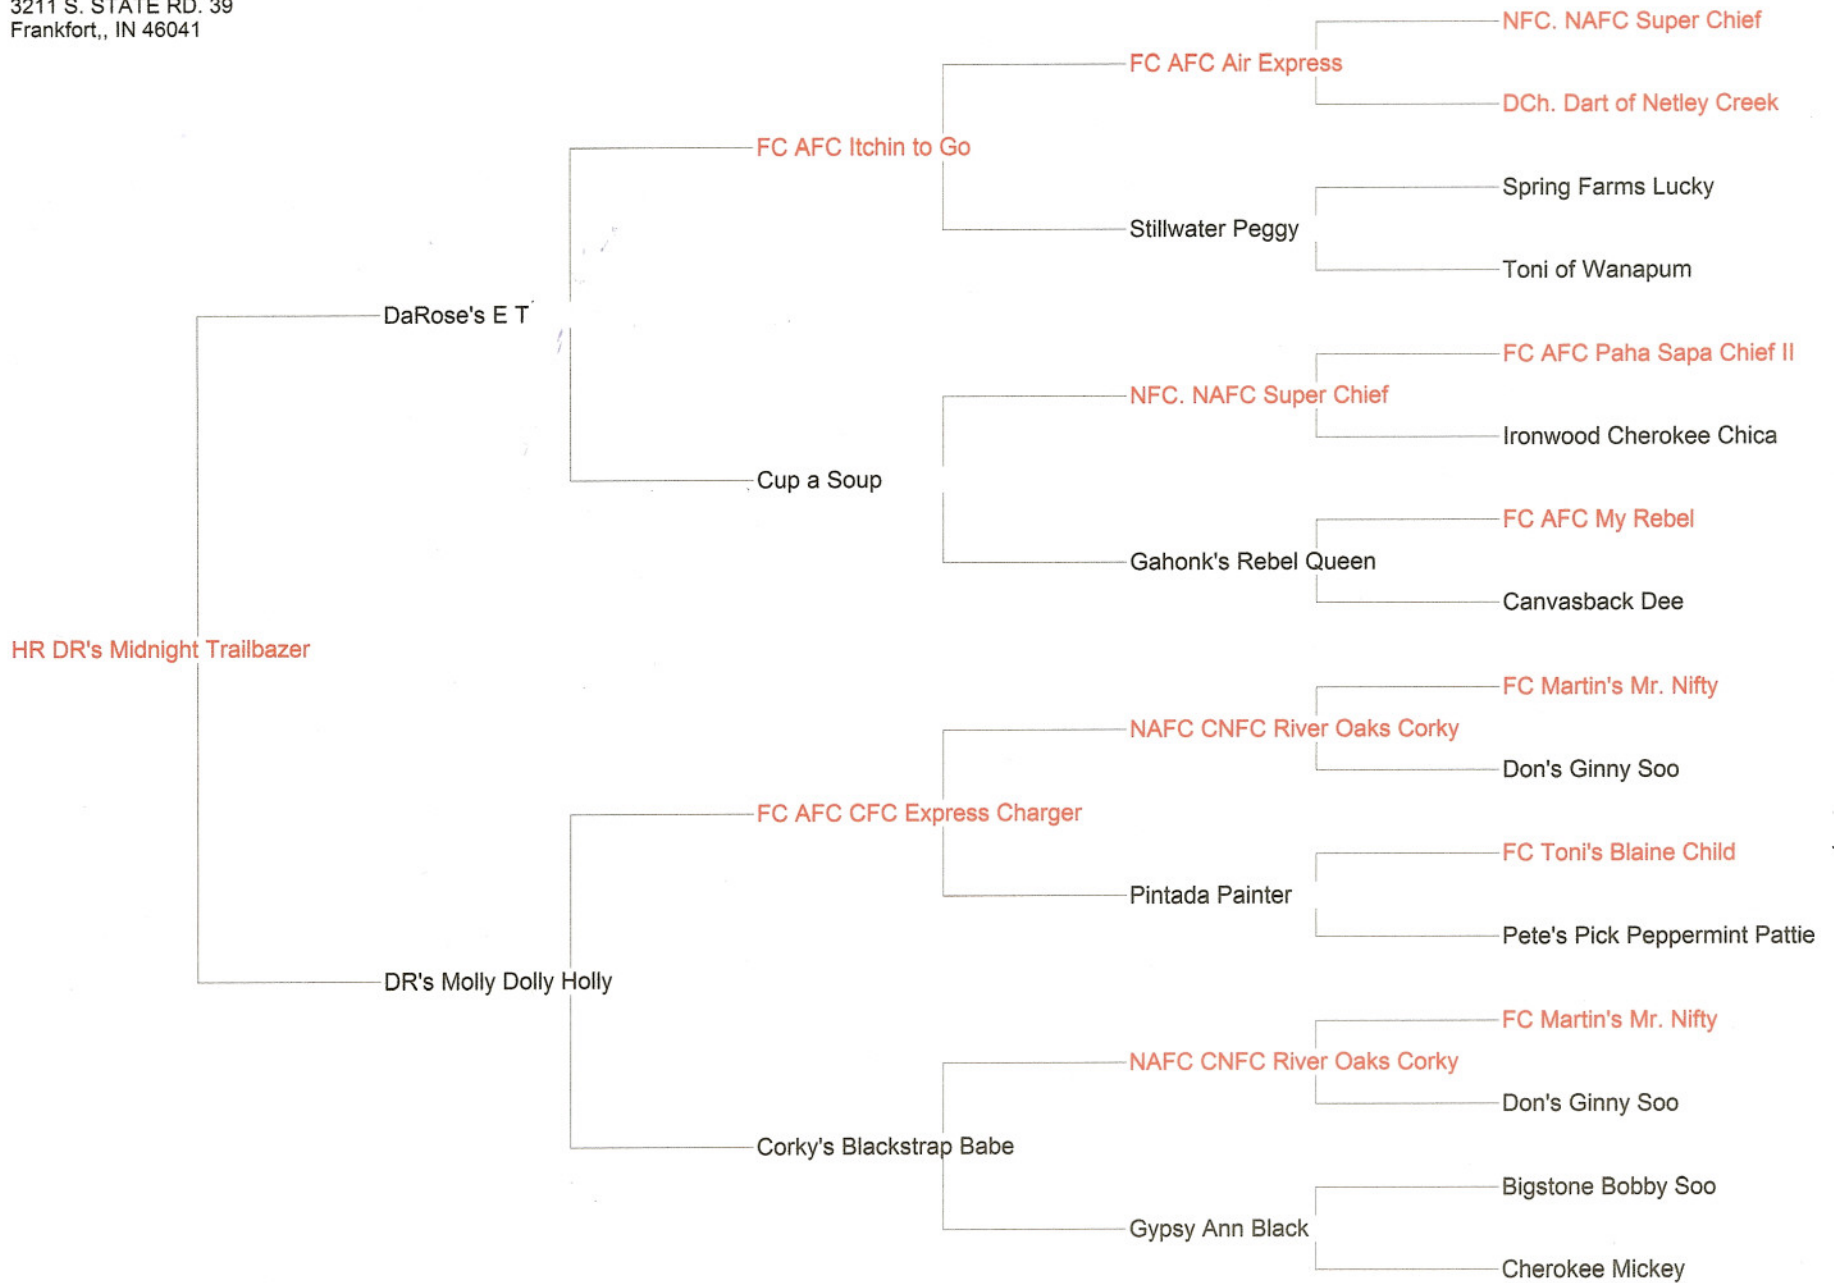 3211 S. STATE RD. 39
Frankfort,, IN 46041
NFC. NAFC Super Chief
FC AFC Air Express
DCh. Dart of Netley Creek
FC AFC Itchin to Go
Spring Farms Lucky
Stillwater Peggy
Toni of Wanapum
DaRose's E T
FC AFC Paha Sapa Chief II
NFC. NAFC Super Chief
Ironwood Cherokee Chica
Cup a Soup
FC AFC My Rebel
Gahonk's Rebel Queen
Canvasback Dee
HR DR's Midnight Trailbazer
FC Martin's Mr. Nifty
NAFC CNFC River Oaks Corky
Don's Ginny Soo
FC AFC CFC Express Charger
FC Toni's Blaine Child
Pintada Painter
Pete's Pick Peppermint Pattie
DR's Molly Dolly Holly
FC Martin's Mr. Nifty
NAFC CNFC River Oaks Corky
Don's Ginny Soo
Corky's Blackstrap Babe
Bigstone Bobby Soo
Gypsy Ann Black
Cherokee Mickey